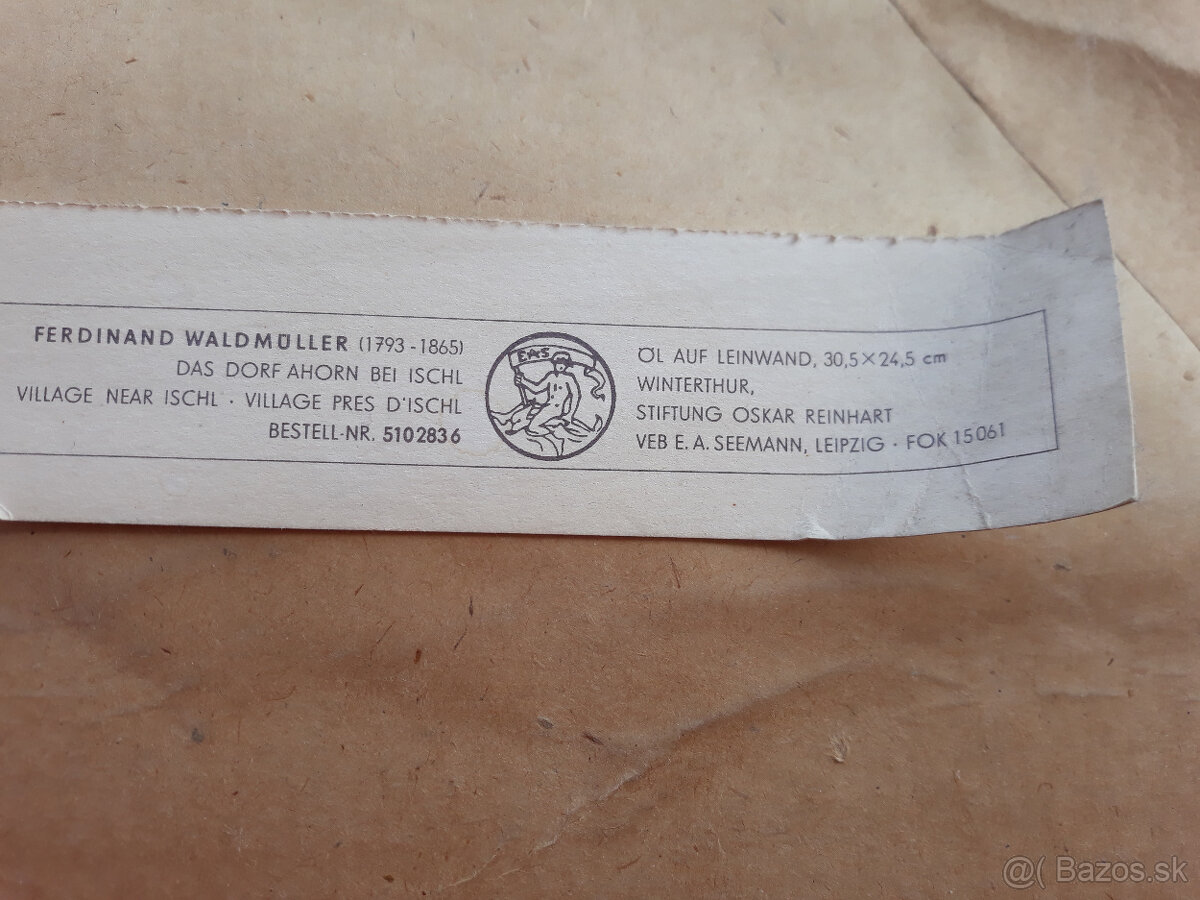 FERDINAND WALDMÜLLER (1793-1865)
DAS DORF AHORN BEI ISCHL
VILLAGE NEAR ISCHL · VILLAGE PRES D'ISCHL
BESTELL-NR. 5102836
EAS
ÖL AUF LEINWAND, 30,5×24,5 cm
WINTERTHUR,
STIFTUNG OSKAR REINHART
VEB E. A. SEEMANN, LEIPZIG · FOK 15061
@( Bazos.sk